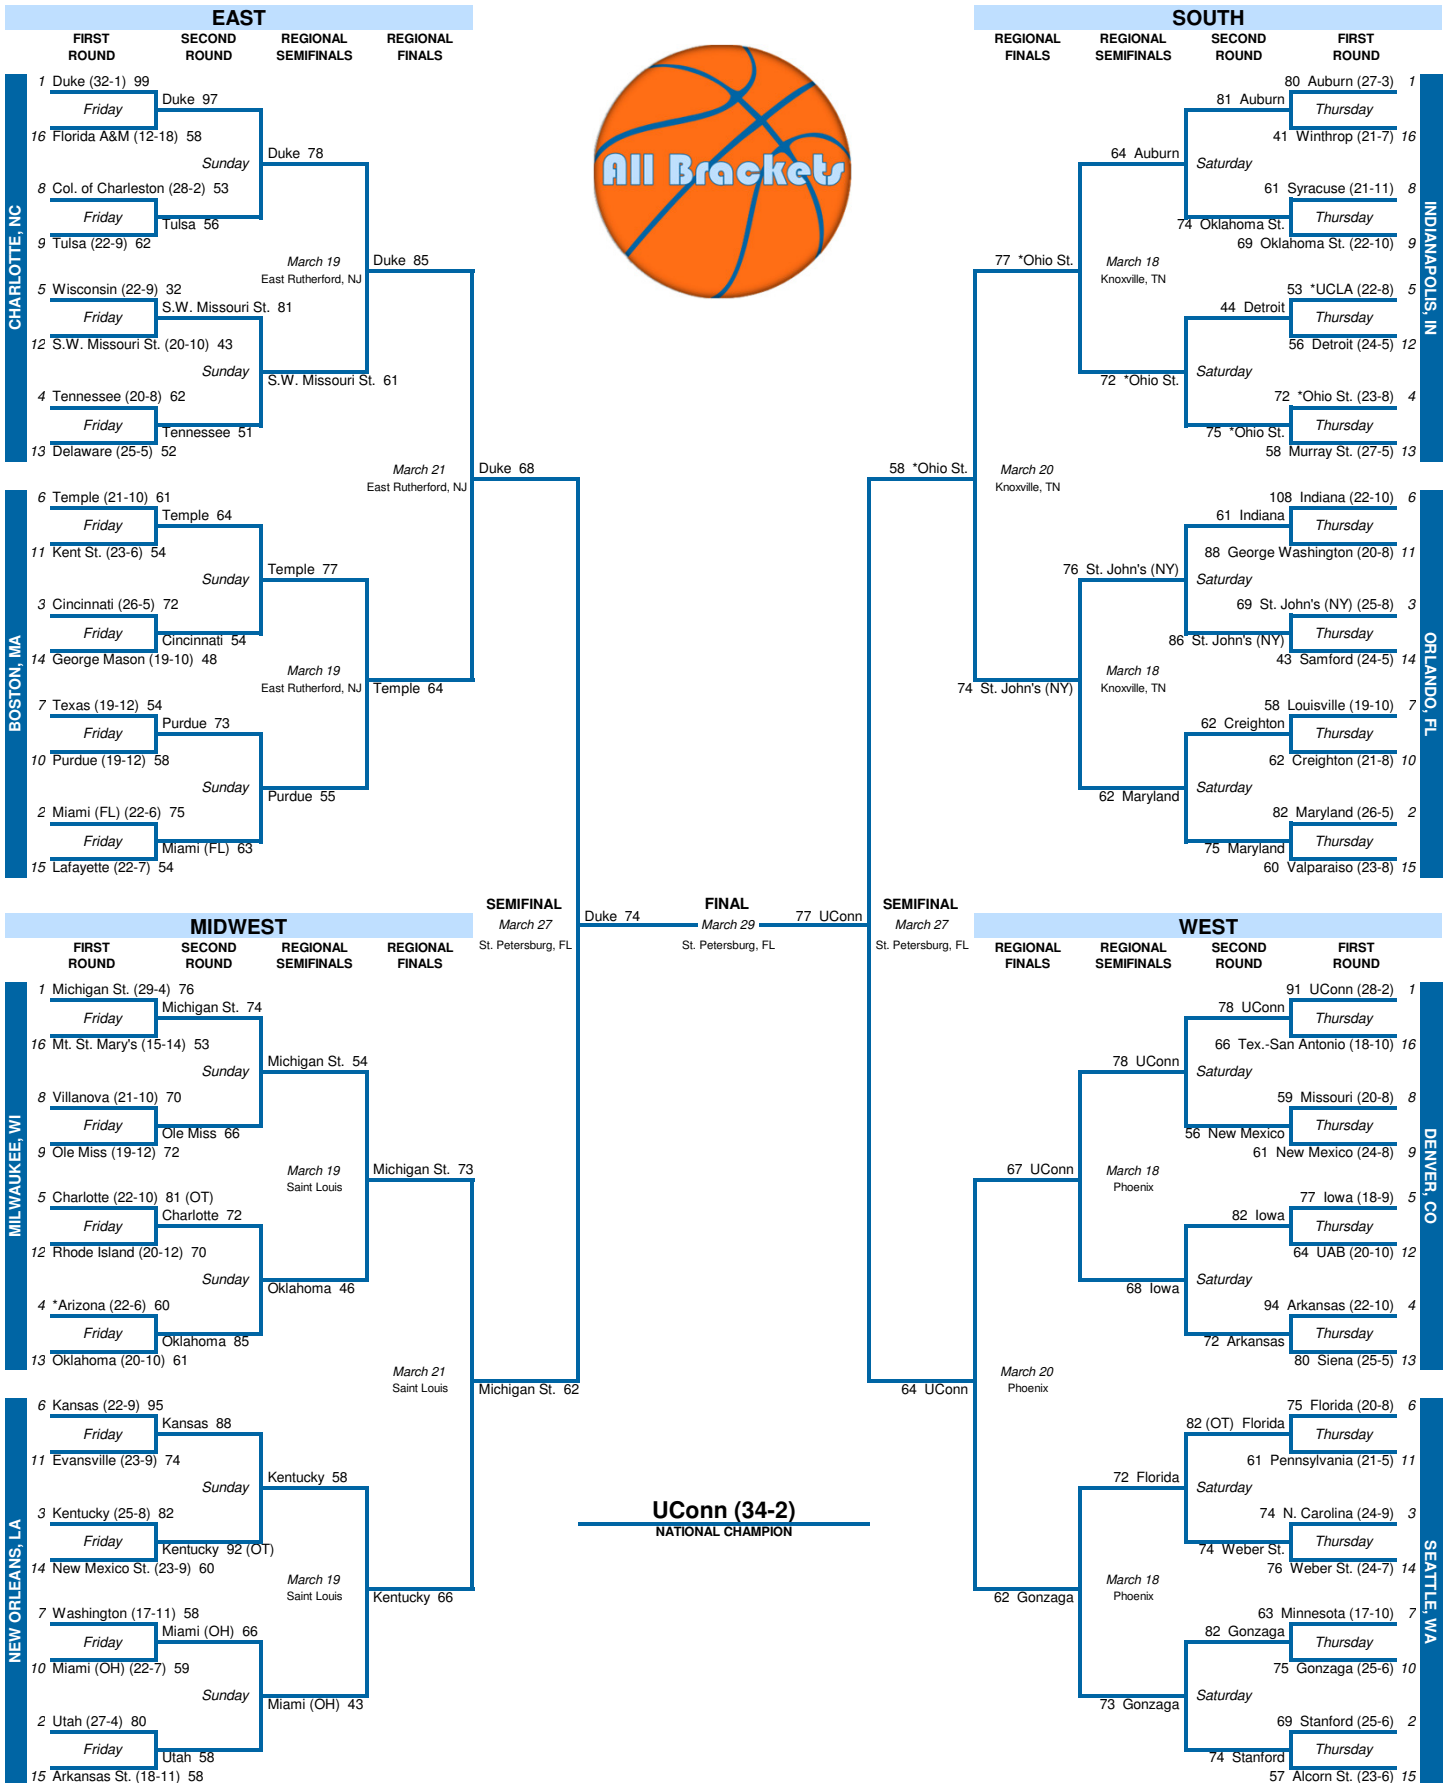 EAST
FIRST ROUND
SECOND ROUND
REGIONAL SEMIFINALS
REGIONAL FINALS
CHARLOTTE, NC
1 Duke (32-1) 99
Friday
Duke 97
16 Florida A&M (12-18) 58
Sunday
Duke 78
8 Col. of Charleston (28-2) 53
Friday
Tulsa 56
9 Tulsa (22-9) 62
March 19
East Rutherford, NJ
Duke 85
5 Wisconsin (22-9) 32
Friday
S.W. Missouri St. 81
12 S.W. Missouri St. (20-10) 43
Sunday
S.W. Missouri St. 61
4 Tennessee (20-8) 62
Friday
Tennessee 51
13 Delaware (25-5) 52
March 21
East Rutherford, NJ
Duke 68
BOSTON, MA
6 Temple (21-10) 61
Friday
Temple 64
11 Kent St. (23-6) 54
Sunday
Temple 77
3 Cincinnati (26-5) 72
Friday
Cincinnati 54
14 George Mason (19-10) 48
March 19
East Rutherford, NJ
Temple 64
7 Texas (19-12) 54
Friday
Purdue 73
10 Purdue (19-12) 58
Sunday
Purdue 55
2 Miami (FL) (22-6) 75
Friday
Miami (FL) 63
15 Lafayette (22-7) 54
All Brackets
SOUTH
REGIONAL FINALS
REGIONAL SEMIFINALS
SECOND ROUND
FIRST ROUND
INDIANAPOLIS, IN
80 Auburn (27-3) 1
81 Auburn
Thursday
41 Winthrop (21-7) 16
64 Auburn
Saturday
61 Syracuse (21-11) 8
Thursday
74 Oklahoma St.
69 Oklahoma St. (22-10) 9
77 *Ohio St.
March 18
Knoxville, TN
53 *UCLA (22-8) 5
44 Detroit
Thursday
56 Detroit (24-5) 12
72 *Ohio St.
Saturday
72 *Ohio St. (23-8) 4
Thursday
75 *Ohio St.
58 Murray St. (27-5) 13
58 *Ohio St.
March 20
Knoxville, TN
ORLANDO, FL
108 Indiana (22-10) 6
61 Indiana
Thursday
88 George Washington (20-8) 11
76 St. John's (NY)
Saturday
69 St. John's (NY) (25-8) 3
Thursday
86 St. John's (NY)
43 Samford (24-5) 14
74 St. John's (NY)
March 18
Knoxville, TN
58 Louisville (19-10) 7
62 Creighton
Thursday
62 Creighton (21-8) 10
62 Maryland
Saturday
82 Maryland (26-5) 2
Thursday
75 Maryland
60 Valparaiso (23-8) 15
SEMIFINAL
March 27
St. Petersburg, FL
Duke 74
FINAL
March 29
St. Petersburg, FL
77 UConn
SEMIFINAL
March 27
St. Petersburg, FL
MIDWEST
FIRST ROUND
SECOND ROUND
REGIONAL SEMIFINALS
REGIONAL FINALS
MILWAUKEE, WI
1 Michigan St. (29-4) 76
Friday
Michigan St. 74
16 Mt. St. Mary's (15-14) 53
Sunday
Michigan St. 54
8 Villanova (21-10) 70
Friday
Ole Miss 66
9 Ole Miss (19-12) 72
March 19
Saint Louis
Michigan St. 73
5 Charlotte (22-10) 81 (OT)
Friday
Charlotte 72
12 Rhode Island (20-12) 70
Sunday
Oklahoma 46
4 *Arizona (22-6) 60
Friday
Oklahoma 85
13 Oklahoma (20-10) 61
March 21
Saint Louis
Michigan St. 62
NEW ORLEANS, LA
6 Kansas (22-9) 95
Friday
Kansas 88
11 Evansville (23-9) 74
Sunday
Kentucky 58
3 Kentucky (25-8) 82
Friday
Kentucky 92 (OT)
14 New Mexico St. (23-9) 60
March 19
Saint Louis
Kentucky 66
7 Washington (17-11) 58
Friday
Miami (OH) 66
10 Miami (OH) (22-7) 59
Sunday
Miami (OH) 43
2 Utah (27-4) 80
Friday
Utah 58
15 Arkansas St. (18-11) 58
UConn (34-2)
NATIONAL CHAMPION
WEST
REGIONAL FINALS
REGIONAL SEMIFINALS
SECOND ROUND
FIRST ROUND
DENVER, CO
91 UConn (28-2) 1
78 UConn
Thursday
66 Tex.-San Antonio (18-10) 16
78 UConn
Saturday
59 Missouri (20-8) 8
Thursday
56 New Mexico
61 New Mexico (24-8) 9
67 UConn
March 18
Phoenix
77 Iowa (18-9) 5
82 Iowa
Thursday
64 UAB (20-10) 12
68 Iowa
Saturday
94 Arkansas (22-10) 4
Thursday
72 Arkansas
80 Siena (25-5) 13
64 UConn
March 20
Phoenix
SEATTLE, WA
75 Florida (20-8) 6
82 (OT) Florida
Thursday
61 Pennsylvania (21-5) 11
72 Florida
Saturday
74 N. Carolina (24-9) 3
Thursday
74 Weber St.
76 Weber St. (24-7) 14
62 Gonzaga
March 18
Phoenix
63 Minnesota (17-10) 7
82 Gonzaga
Thursday
75 Gonzaga (25-6) 10
73 Gonzaga
Saturday
69 Stanford (25-6) 2
Thursday
74 Stanford
57 Alcorn St. (23-6) 15